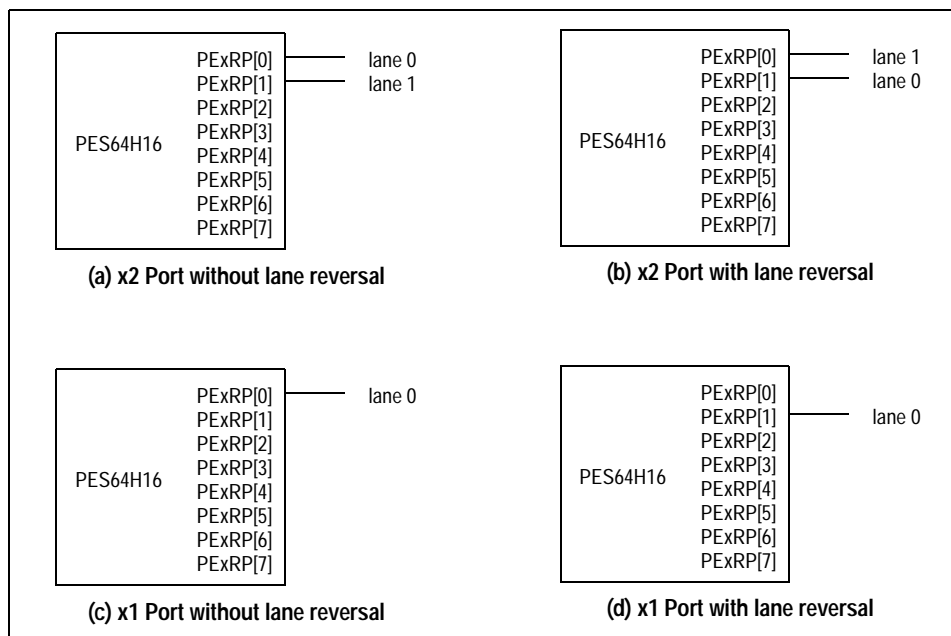 PES64H16
PExRP[0] lane 0
PExRP[1] lane 1
PExRP[2]
PExRP[3]
PExRP[4]
PExRP[5]
PExRP[6]
PExRP[7]
(a) x2 Port without lane reversal
PES64H16
PExRP[0] lane 1
PExRP[1] lane 0
PExRP[2]
PExRP[3]
PExRP[4]
PExRP[5]
PExRP[6]
PExRP[7]
(b) x2 Port with lane reversal
PES64H16
PExRP[0] lane 0
PExRP[1]
PExRP[2]
PExRP[3]
PExRP[4]
PExRP[5]
PExRP[6]
PExRP[7]
(c) x1 Port without lane reversal
PES64H16
PExRP[0]
PExRP[1] lane 0
PExRP[2]
PExRP[3]
PExRP[4]
PExRP[5]
PExRP[6]
PExRP[7]
(d) x1 Port with lane reversal